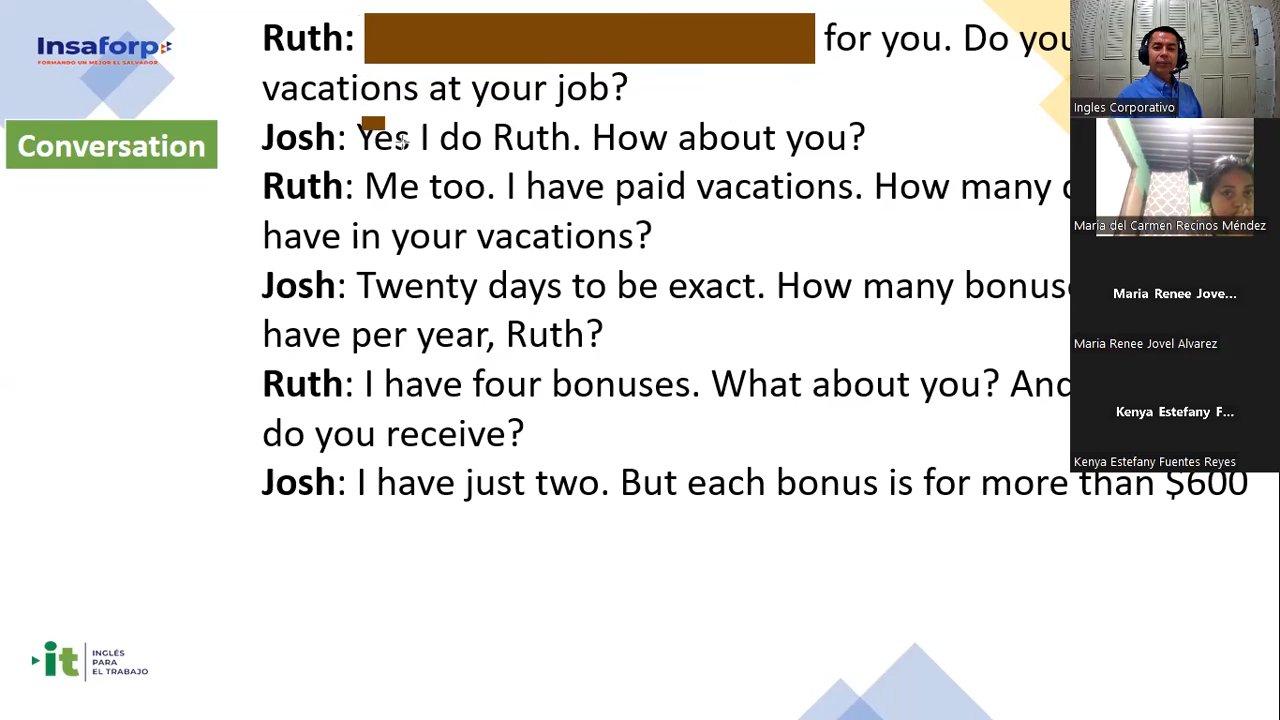 Insaforp
FORMANDO UN MEJOR EL SALVADOR
Conversation
Ruth: for you. Do you
vacations at your job?
Josh: Yes I do Ruth. How about you?
Ruth: Me too. I have paid vacations. How many
have in your vacations?
Josh: Twenty days to be exact. How many
have per year, Ruth?
Ruth: I have four bonuses. What about you? And
do you receive?
Josh: I have just two. But each bonus is for more than $600
it INGLÉS
PARA
EL TRABAJO
Ingles Corporativo
Maria del Carmen Recinos Méndez
Maria Renee Jove...
Maria Renee Jovel Alvarez
Kenya Estefany F...
Kenya Estefany Fuentes Reyes